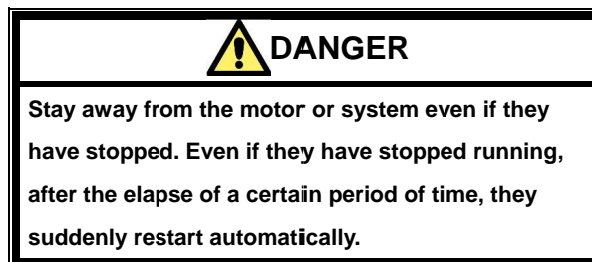 DANGER
Stay away from the motor or system even if they
have stopped. Even if they have stopped running,
after the elapse of a certain period of time, they
suddenly restart automatically.